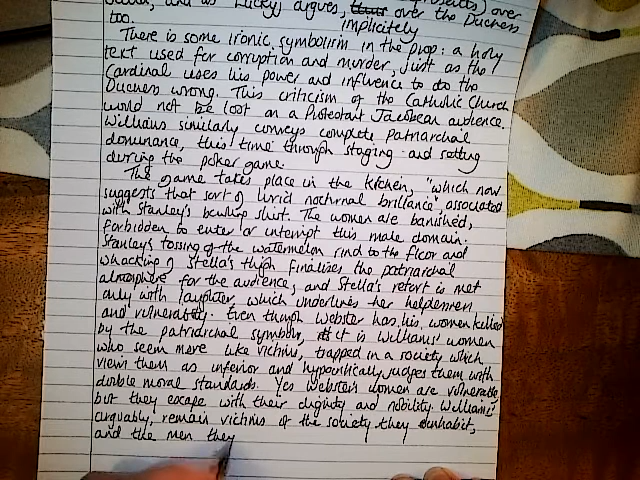 and as Lucky argues, over the Duchess
too. implicitely
There is some ironic symbolism in the prop: a holy
text used for corruption and murder, just as the
Cardinal uses his power and influence to do the
Duchess wrong. This criticism of the Catholic Church
would not be lost on a Protestant Jacobean audience.
Williams similarly conveys complete patriarchal
dominance, this time through staging and setting
during the poker game.
The game takes place in the kitchen, "which now
suggests that sort of lurid nocturnal brillance", associated
with Stanley's bowling shirt. The women are banished,
forbidden to enter or interrupt this male domain.
Stanley's tossing of the watermelon rind to the floor and
whacking of Stella's thigh finalises the patriarchal
atmosphere for the audience, and Stella's retort is met
only with laughter, which underlines her
and vulnerability. Even though Webster has his women killed
by the patriarchal symbols, it is Williams' women
who seem more like victims, trapped in a society which
views them as inferior and hypocritically judges them with
double moral standards. Yes Webster's women are vulnerable,
but they escape with their dignity and nobility. Williams'
arguably, remain victims of the society they inhabit,
and the men they